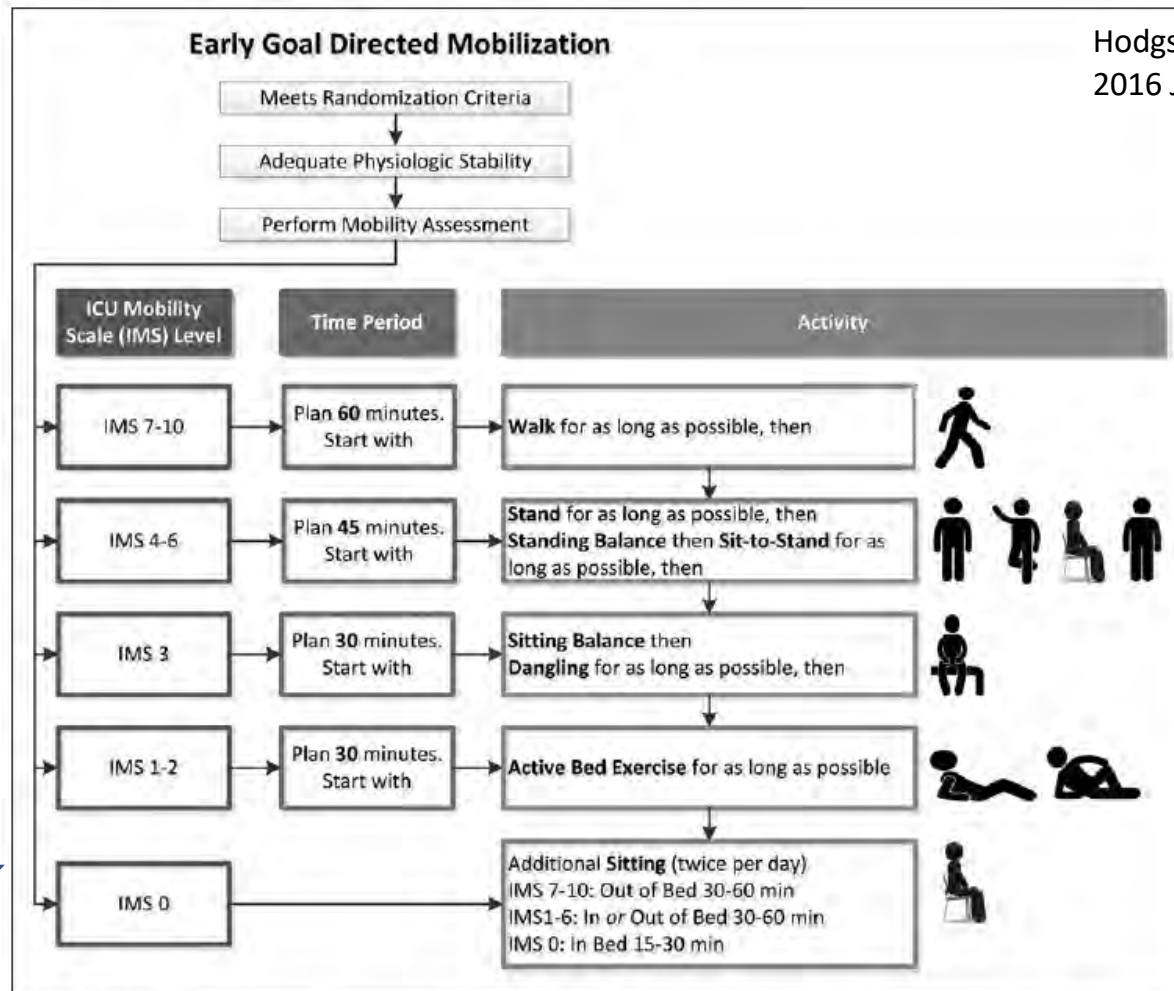 Early Goal Directed Mobilization
Hodgs
2016 J
Meets Randomization Criteria
Adequate Physiologic Stability
Perform Mobility Assessment
ICU Mobility
Scale (IMS) Level
Time Period
Activity
IMS 7-10
Plan 60 minutes.
Start with
Walk for as long as possible, then
IMS 4-6
Plan 45 minutes.
Start with
Stand for as long as possible, then
Standing Balance then Sit-to-Stand for as
long as possible, then
IMS 3
Plan 30 minutes.
Start with
Sitting Balance then
Dangling for as long as possible, then
IMS 1-2
Plan 30 minutes.
Start with
Active Bed Exercise for as long as possible
IMS 0
Additional Sitting (twice per day)
IMS 7-10: Out of Bed 30-60 min
IMS1-6: In or Out of Bed 30-60 min
IMS 0: In Bed 15-30 min